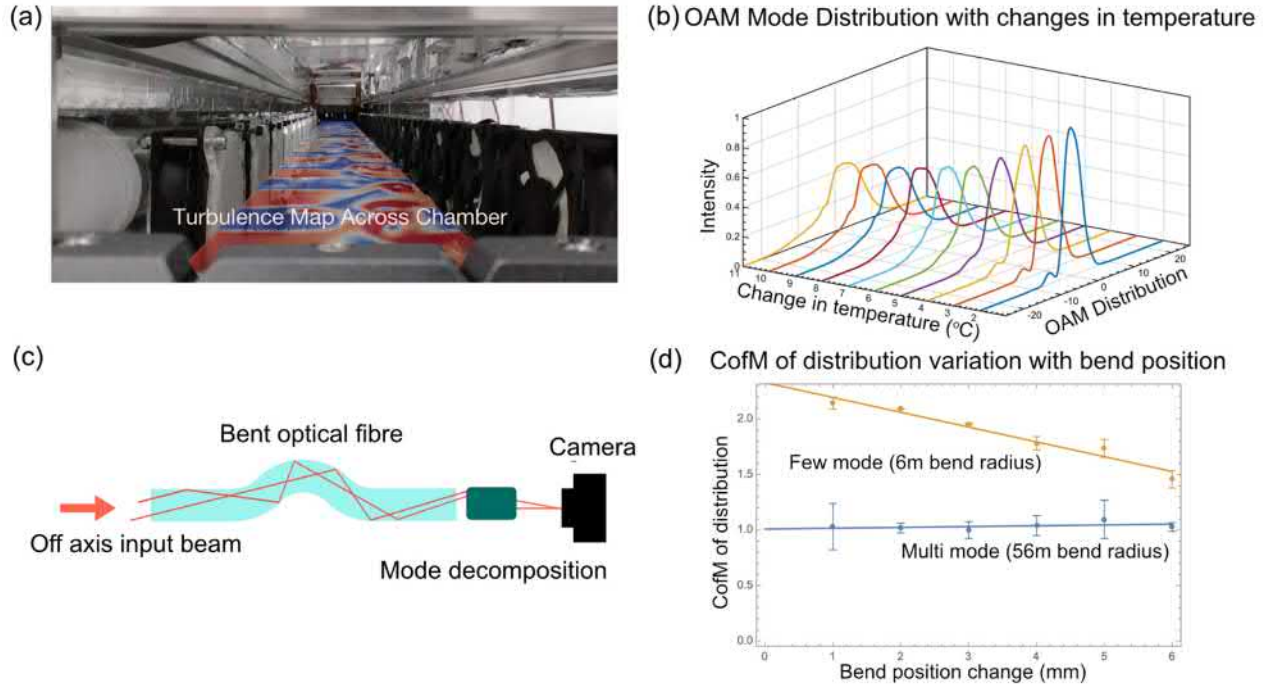 (a)
Turbulence Map Across Chamber
(b) OAM Mode Distribution with changes in temperature
Intensity
1
0.8
0.6
0.4
0.2
0
11
10
9
8
7
6
5
4
3
2
Change in temperature (°C)
-20
-10
0
10
20
OAM Distribution
(c)
Bent optical fibre
Camera
Off axis input beam
Mode decomposition
(d) CofM of distribution variation with bend position
CofM of distribution
2.0
1.5
1.0
0.5
0.0
Few mode (6m bend radius)
Multi mode (56m bend radius)
0 1 2 3 4 5 6
Bend position change (mm)